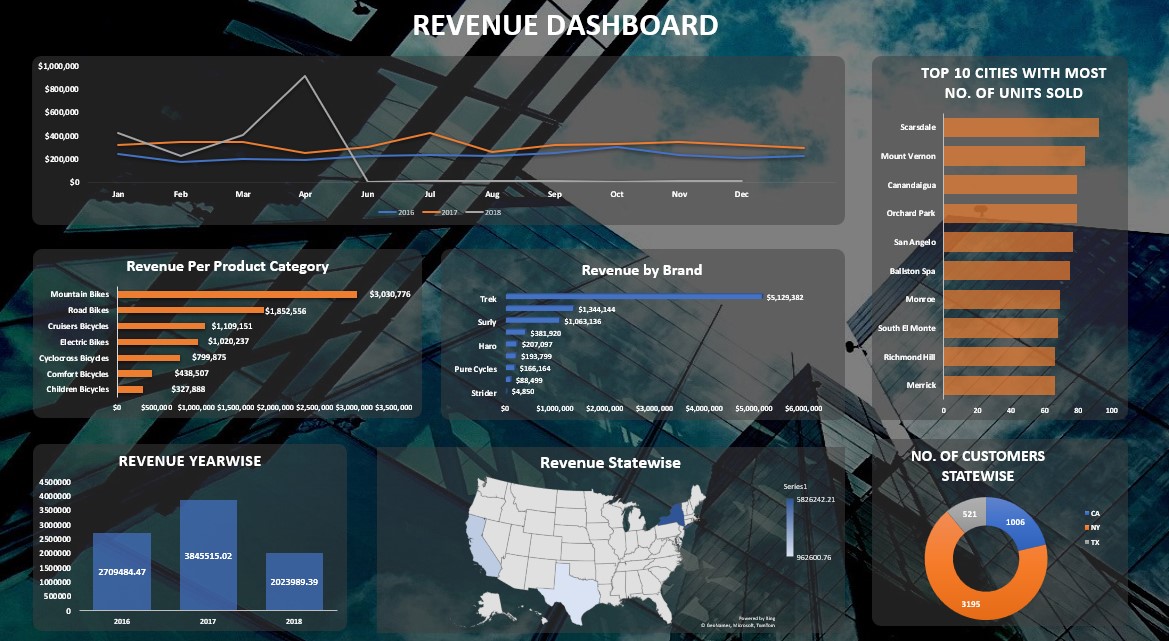 REVENUE DASHBOARD
$1,000,000
$800,000
$600,000
$400,000
$200,000
$0
Jan Feb Mar Apr Jun Jul Aug Sep Oct Nov Dec
2016 2017 2018
TOP 10 CITIES WITH MOST
NO. OF UNITS SOLD
Scarsdale
Mount Vernon
Canandaigua
Orchard Park
San Angelo
Ballston Spa
Monroe
South El Monte
Richmond Hill
Merrick
0 20 40 60 80 100
Revenue Per Product Category
Mountain Bikes $3,030,776
Road Bikes $1,852,556
Cruisers Bicycles $1,109,151
Electric Bikes $1,020,237
Cyclocross Bicycles $799,875
Comfort Bicycles $438,507
Children Bicycles $327,888
$0 $500,000 $1,000,000 $1,500,000 $2,000,000 $2,500,000 $3,000,000 $3,500,000
Revenue by Brand
Trek $5,129,382
$1,344,144
Surly $1,063,136
$381,920
Haro $207,097
$193,799
Pure Cycles $166,164
$88,499
Strider $4,850
$0 $1,000,000 $2,000,000 $3,000,000 $4,000,000 $5,000,000 $6,000,000
REVENUE YEARWISE
4500000
4000000
3500000
3000000
2500000
2000000
1500000
1000000
500000
0
2709484.47
3845515.02
2023989.39
2016 2017 2018
Revenue Statewise
Series1
5826242.21
962600.76
Powered by Bing
© GeoNames, Microsoft, TomTom
NO. OF CUSTOMERS
STATEWISE
521
1006
3195
CA
NY
TX